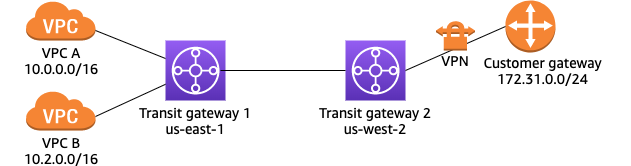 VPC
VPC A
10.0.0.0/16
VPC
VPC B
10.2.0.0/16
Transit gateway 1
us-east-1
Transit gateway 2
us-west-2
VPN
Customer gateway
172.31.0.0/24